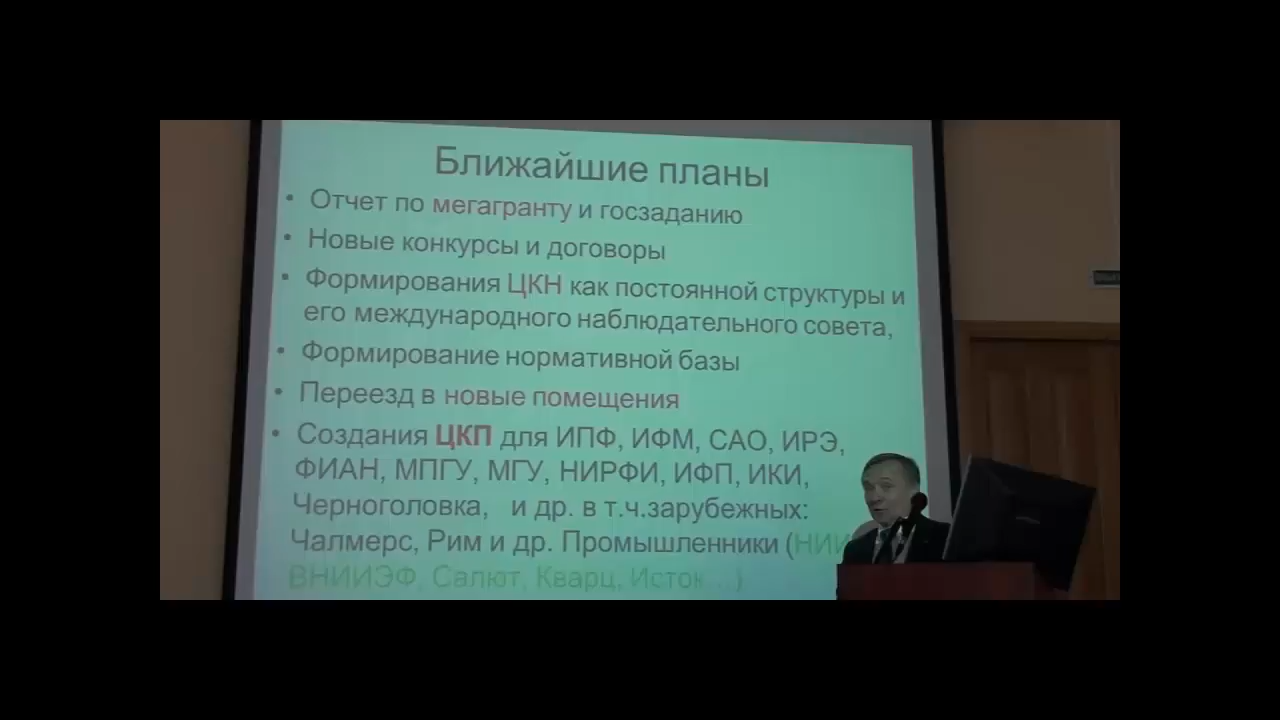 Ближайшие планы
• Отчет по мегагранту и госзаданию
• Новые конкурсы и договоры
• Формирования ЦКН как постоянной структуры и
его международного наблюдательного совета,
• Формирование нормативной базы
• Переезд в новые помещения
• Создания ЦКП для ИПФ, ИФМ, САО, ИРЭ,
ФИАН, МПГУ, МГУ, НИРФИ, ИФП, ИКИ,
Черноголовка, и др. в т.ч.зарубежных:
Чалмерс, Рим и др. Промышленники (
ВНИИЭФ, Салют, Кварц, Исток...)